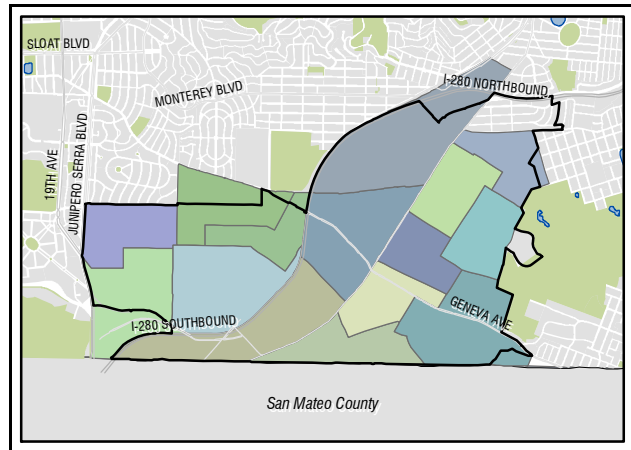 SLOAT BLVD
I-280 NORTHBOUND
MONTEREY BLVD
19TH AVE
JUNIPERO SERRA BLVD
GENEVA AVE
I-280 SOUTHBOUND
San Mateo County